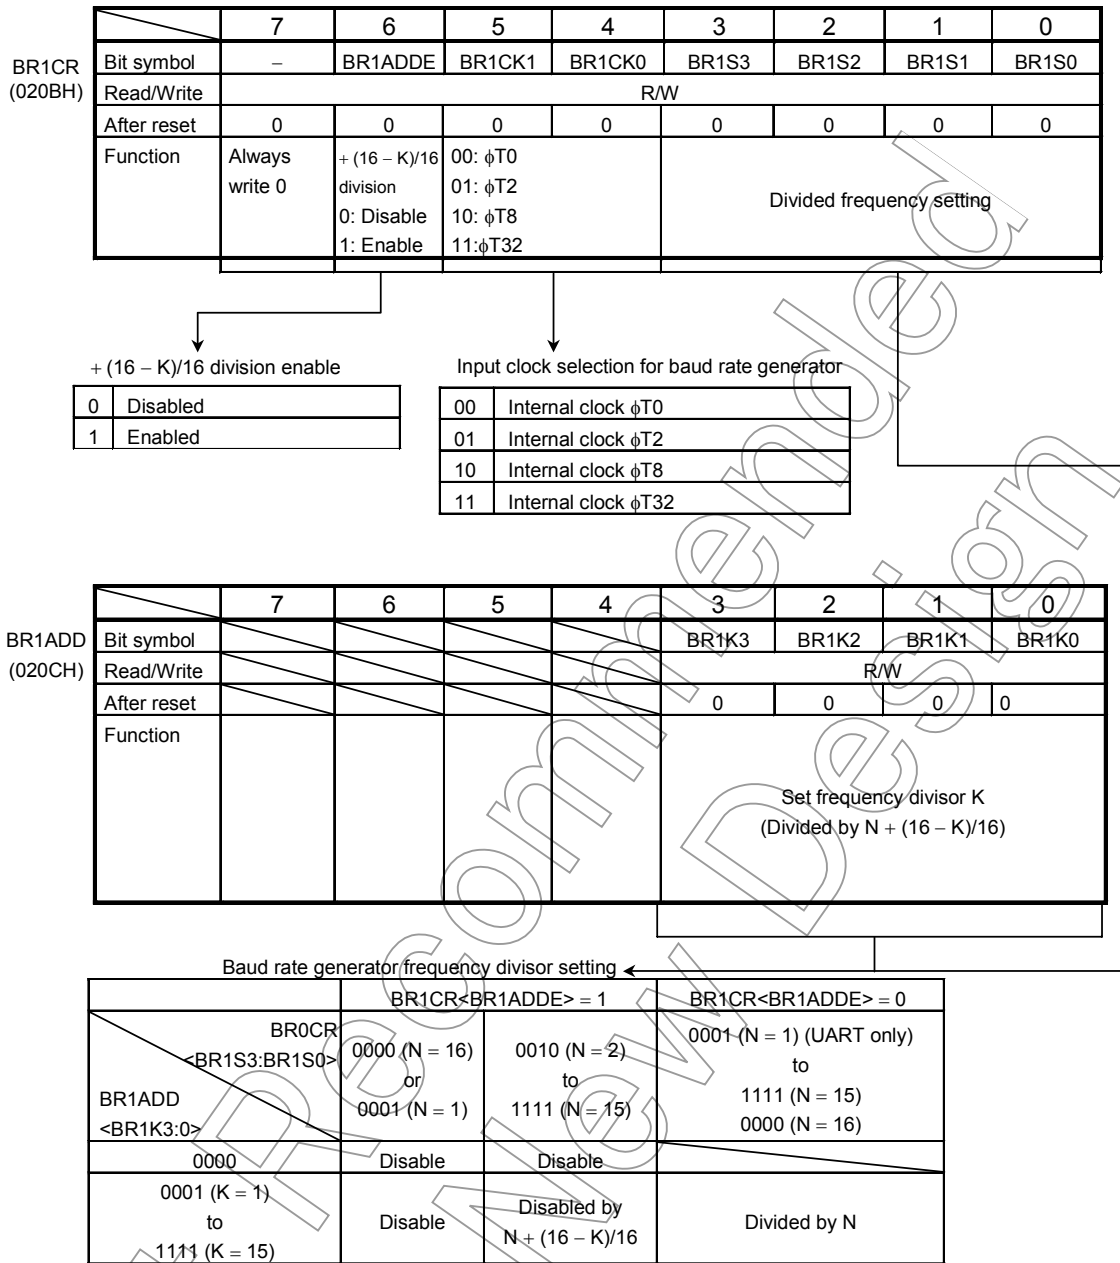 7 6 5 4 3 2 1 0
BR1CR
(020BH)
Bit symbol – BR1ADDE BR1CK1 BR1CK0 BR1S3 BR1S2 BR1S1 BR1S0
Read/Write R/W
After reset 0 0 0 0 0 0 0 0
Function Always write 0
+ (16 – K)/16
division
0: Disable
1: Enable
00: φT0
01: φT2
10: φT8
11:φT32
Divided frequency setting
+ (16 – K)/16 division enable
0 Disabled
1 Enabled
Input clock selection for baud rate generator
00 Internal clock φT0
01 Internal clock φT2
10 Internal clock φT8
11 Internal clock φT32
7 6 5 4 3 2 1 0
BR1ADD
(020CH)
Bit symbol BR1K3 BR1K2 BR1K1 BR1K0
Read/Write R/W
After reset 0 0 0 0
Function
Set frequency divisor K
(Divided by N + (16 – K)/16)
Baud rate generator frequency divisor setting
BR1CR<BR1ADDE> = 1 BR1CR<BR1ADDE> = 0
BR0CR
<BR1S3:BR1S0>
BR1ADD
<BR1K3:0>
0000 (N = 16)
or
0001 (N = 1)
0010 (N = 2)
to
1111 (N = 15)
0001 (N = 1) (UART only)
to
1111 (N = 15)
0000 (N = 16)
0000 Disable Disable
0001 (K = 1)
to
1111 (K = 15)
Disable
Disabled by
N + (16 – K)/16
Divided by N
Recommended
New Design